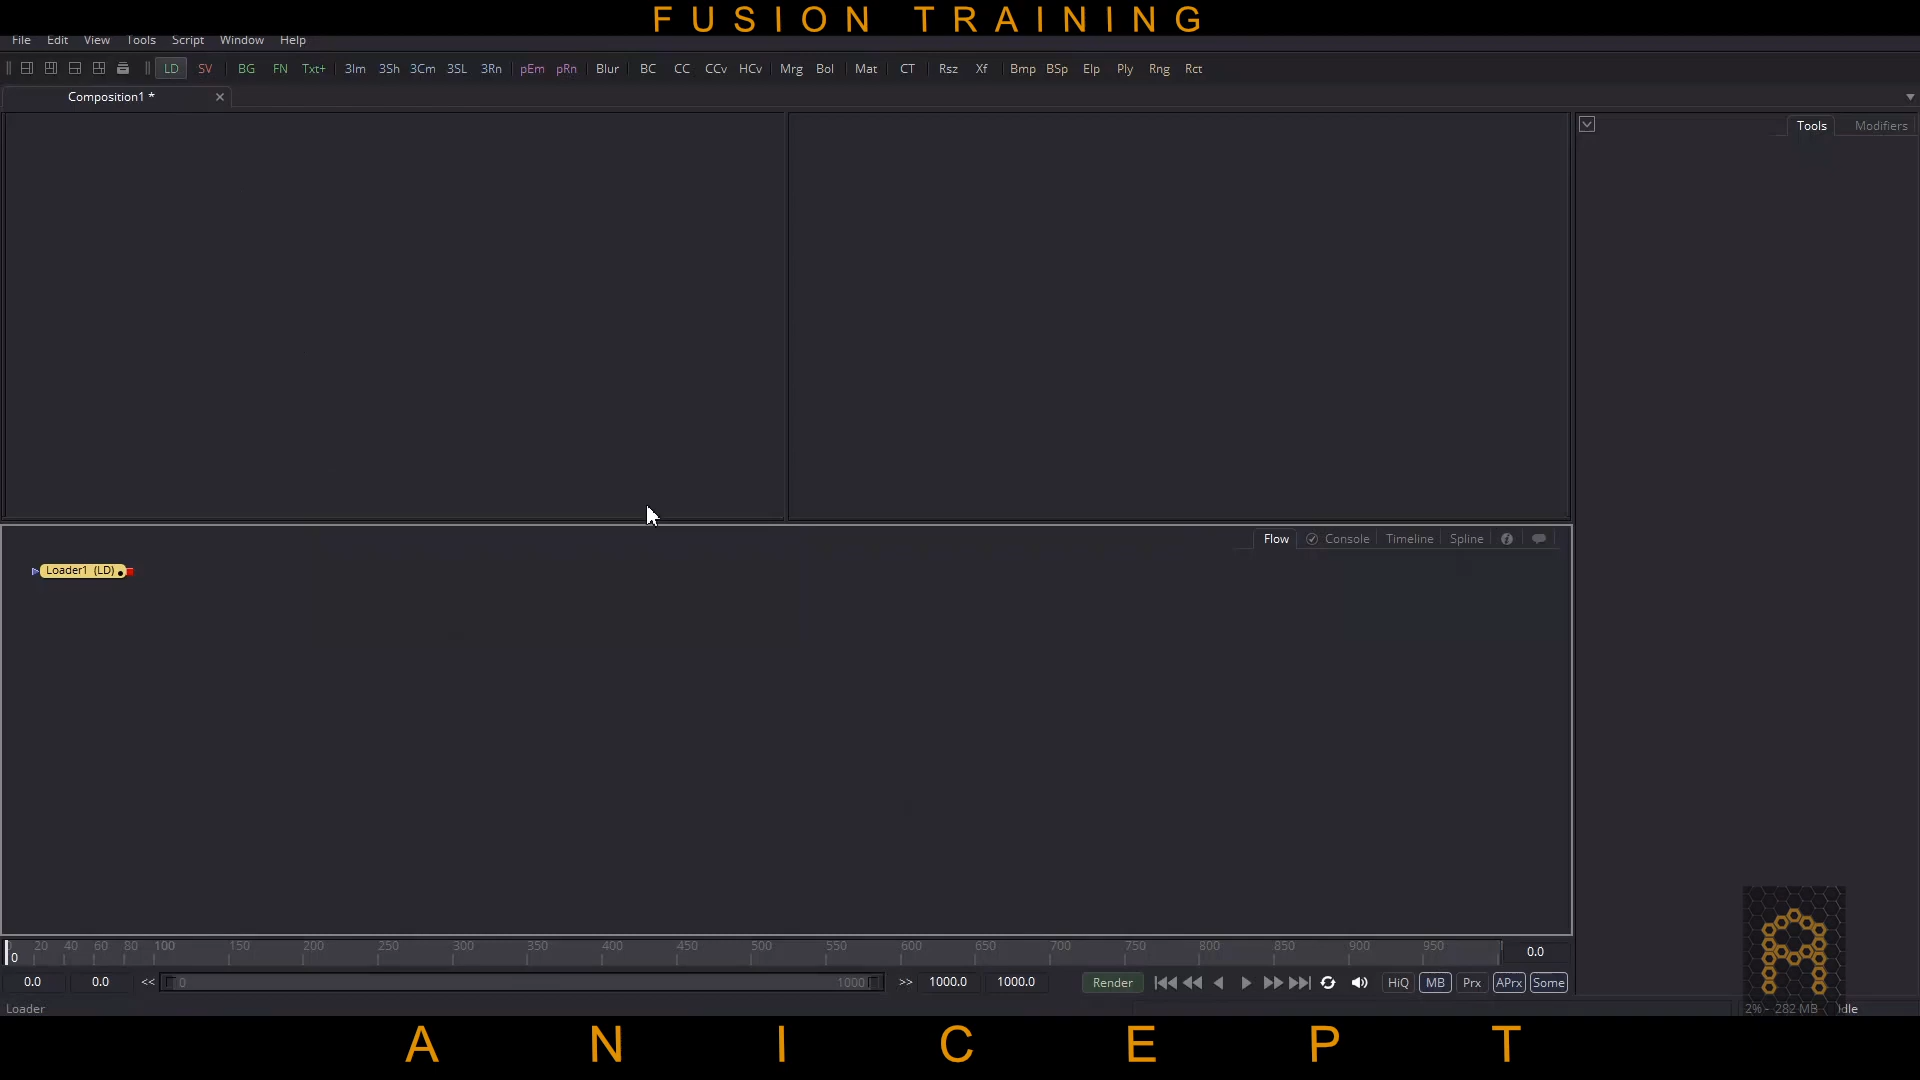 FUSION TRAINING
File Edit View Tools Script Window Help
LD SV BG FN Txt+ 3Im 3Sh 3Cm 3SL 3Rn pEm pRn Blur BC CC CCv HCv Mrg Bol Mat CT Rsz Xf Bmp BSp Elp Ply Rng Rct
Composition1 *
Tools Modifiers
Flow Console Timeline Spline
Loader1 (LD)
20 40 60 80 100 150 200 250 300 350 400 450 500 550 600 650 700 750 800 850 900 950
0 0.0
0.0 0.0 << 0 1000 >> 1000.0 1000.0 Render HiQ MB Prx APrx Some
Loader 2% - 282 MB Idle
ANICEPT